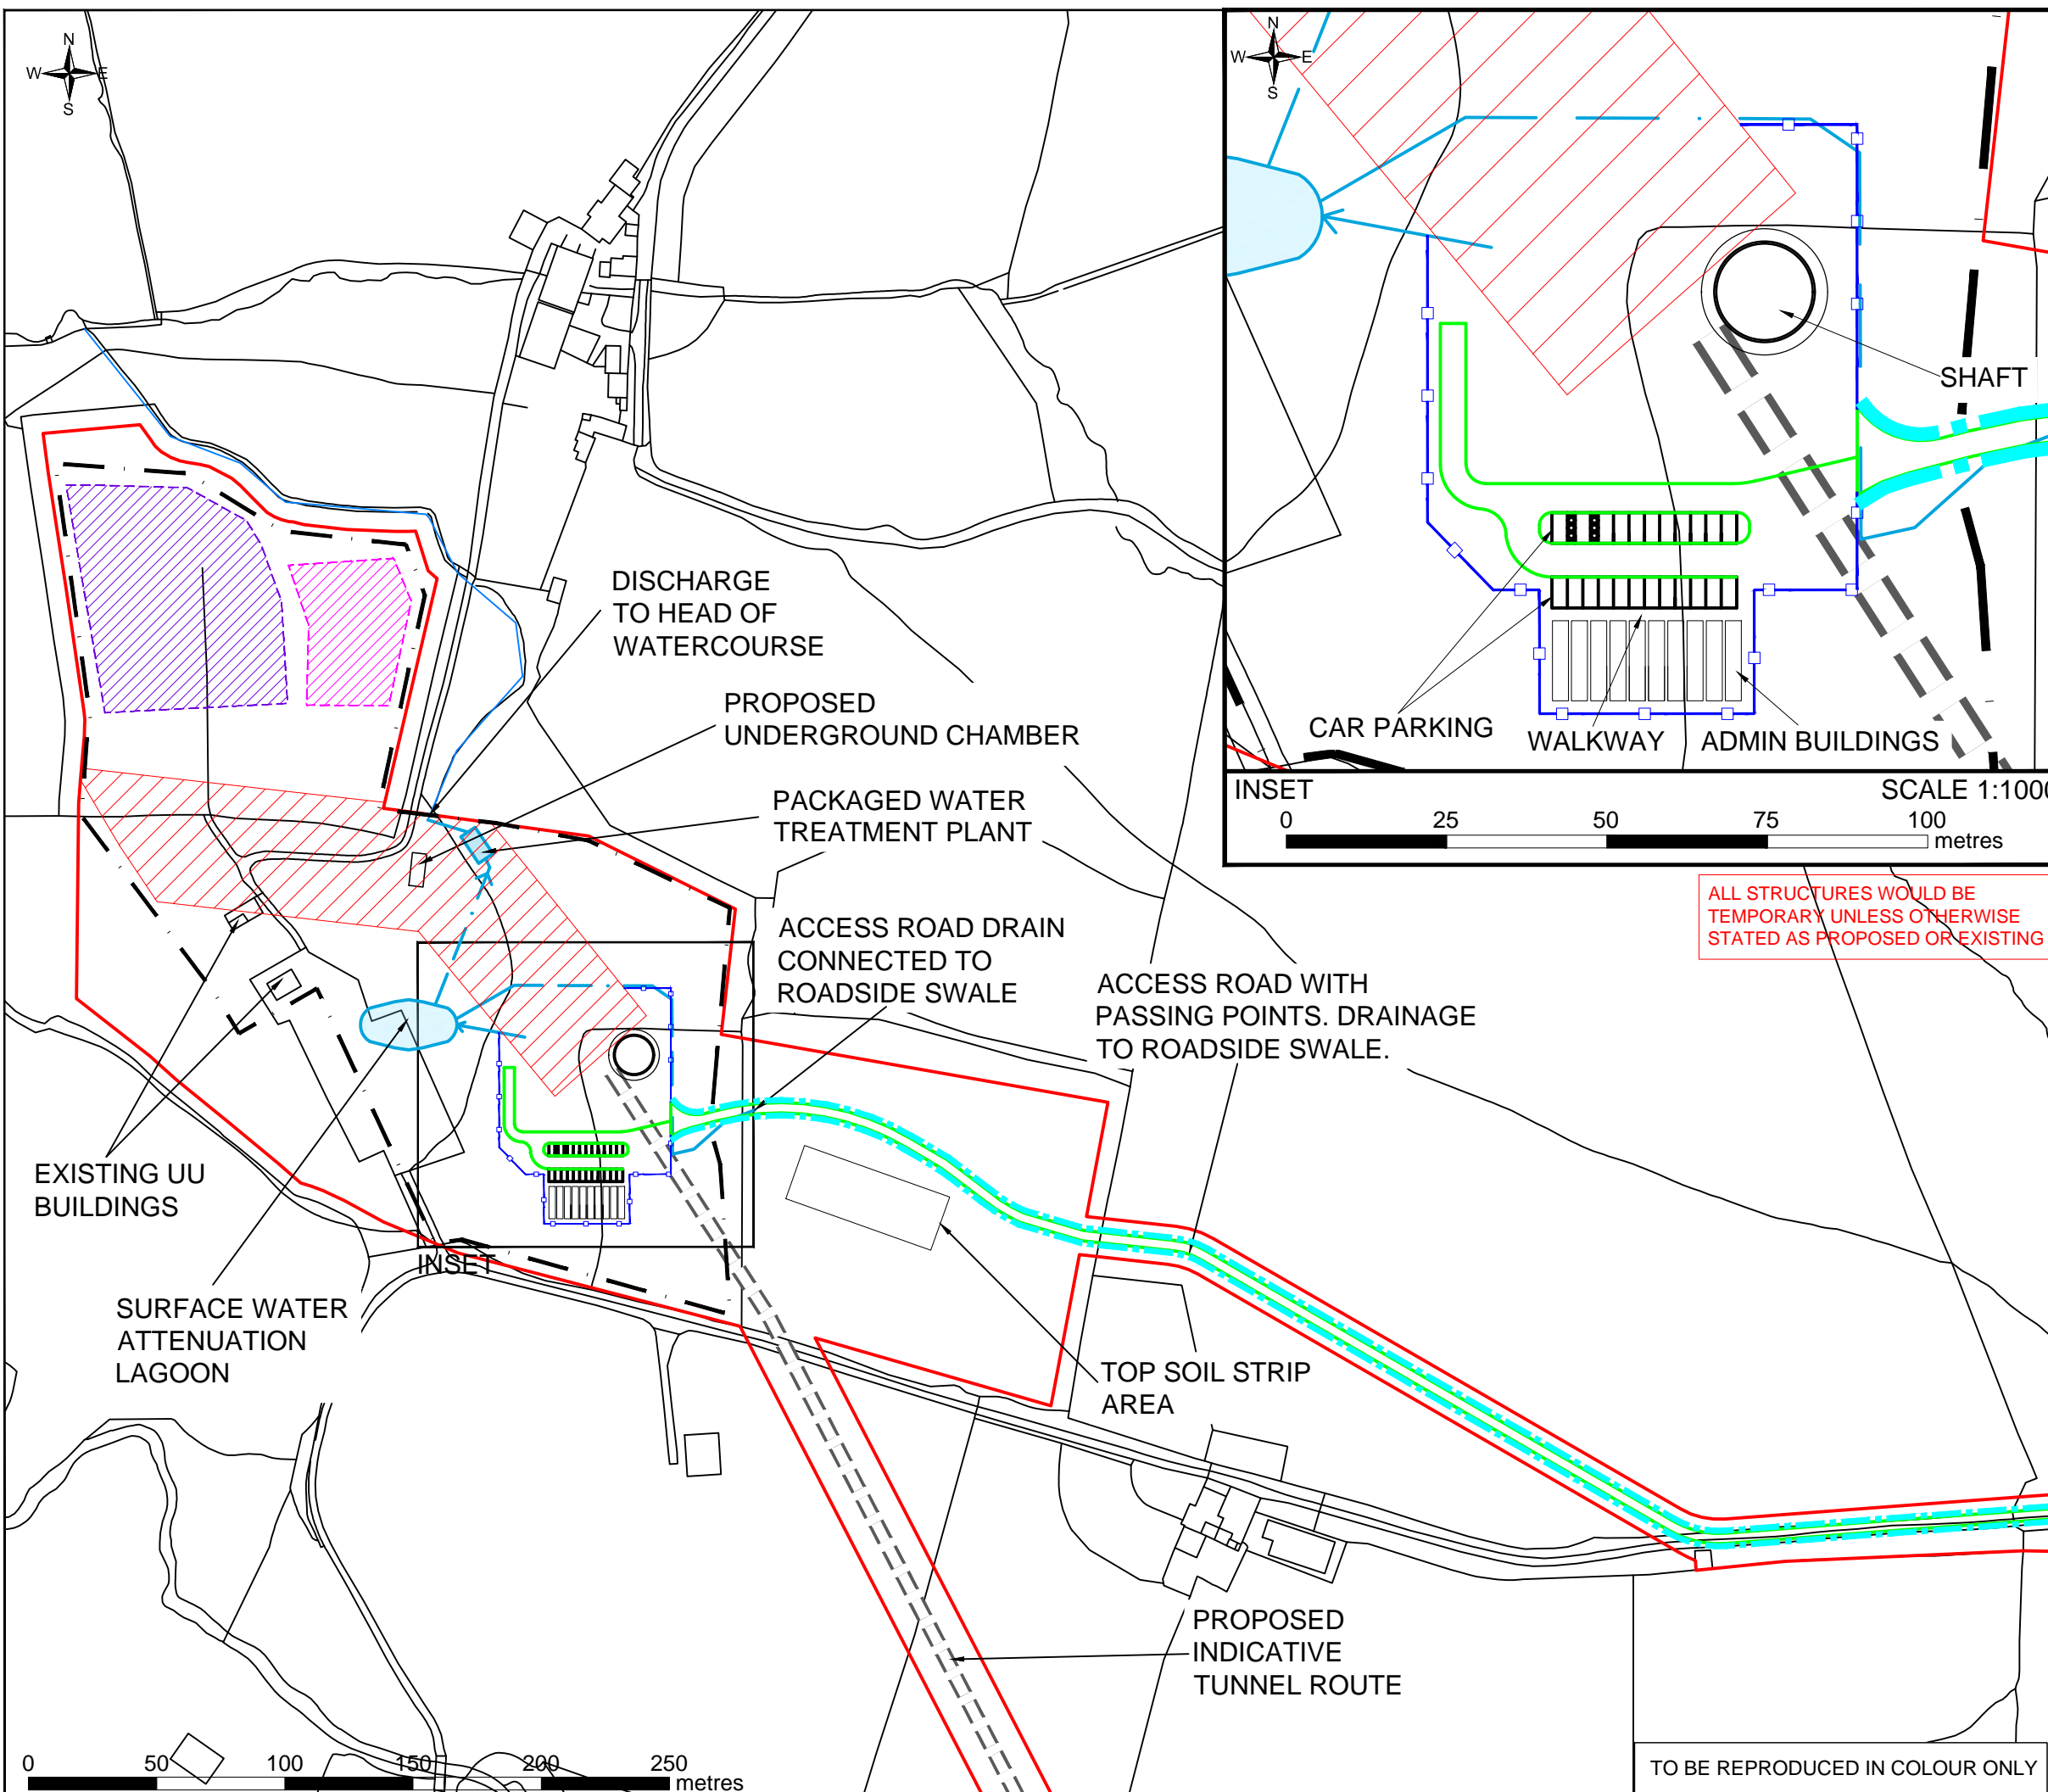 N
W E
S
N
W E
S
SHAFT
CAR PARKING
WALKWAY
ADMIN BUILDINGS
INSET
SCALE 1:1000
0 25 50 75 100
metres
ALL STRUCTURES WOULD BE
TEMPORARY UNLESS OTHERWISE
STATED AS PROPOSED OR EXISTING
DISCHARGE
TO HEAD OF
WATERCOURSE
PROPOSED
UNDERGROUND CHAMBER
PACKAGED WATER
TREATMENT PLANT
ACCESS ROAD DRAIN
CONNECTED TO
ROADSIDE SWALE
ACCESS ROAD WITH
PASSING POINTS. DRAINAGE
TO ROADSIDE SWALE.
EXISTING UU
BUILDINGS
INSET
SURFACE WATER
ATTENUATION
LAGOON
TOP SOIL STRIP
AREA
PROPOSED
INDICATIVE
TUNNEL ROUTE
0 50 100 150 200 250
metres
TO BE REPRODUCED IN COLOUR ONLY